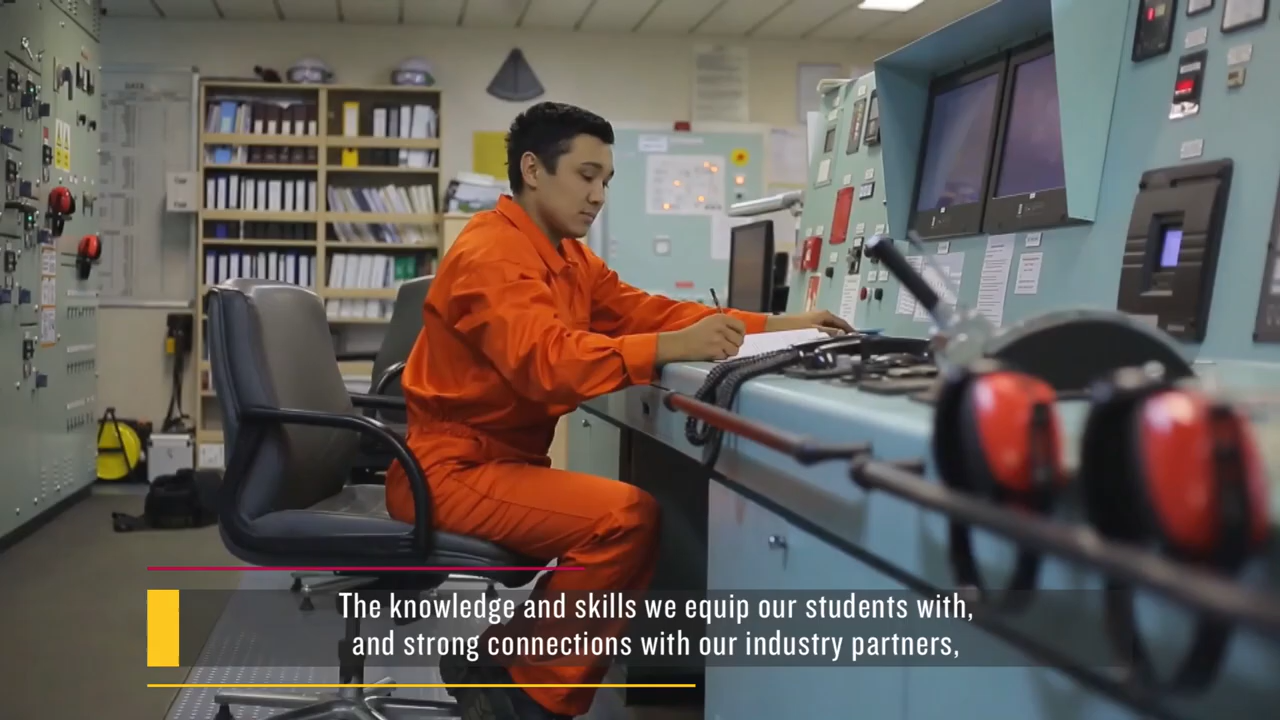 The knowledge and skills we equip our students with,
and strong connections with our industry partners,